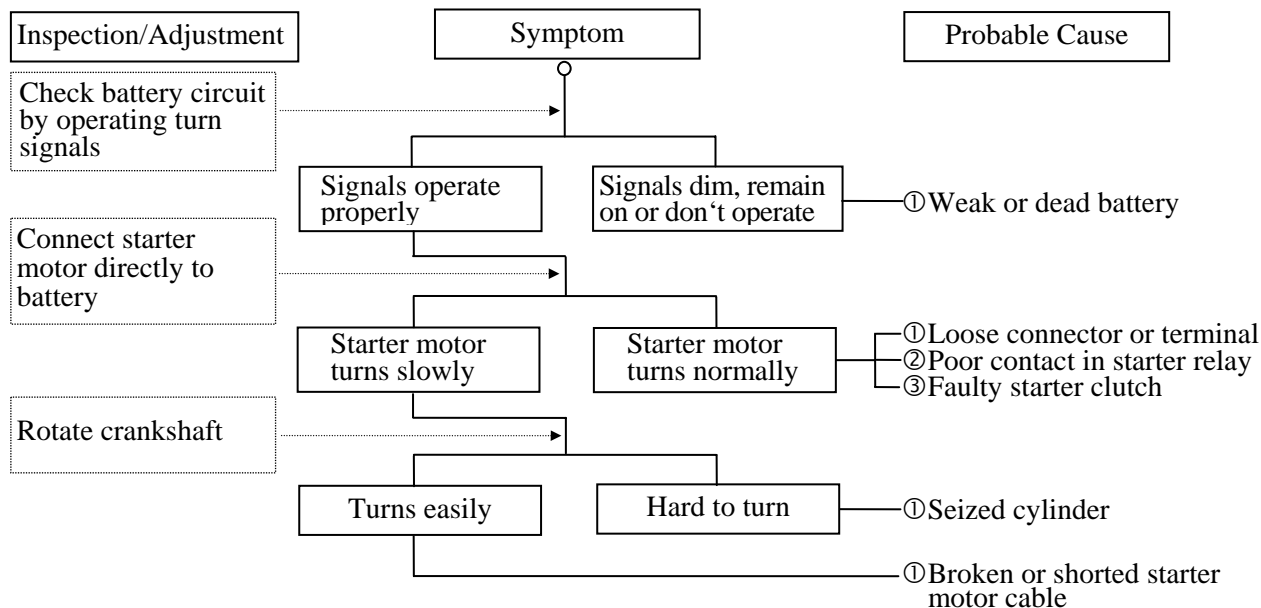 Inspection/Adjustment
Symptom
Probable Cause
Check battery circuit
by operating turn
signals
Signals operate
properly
Signals dim, remain
on or don‘t operate
①Weak or dead battery
Connect starter
motor directly to
battery
Starter motor
turns slowly
Starter motor
turns normally
①Loose connector or terminal
②Poor contact in starter relay
③Faulty starter clutch
Rotate crankshaft
Turns easily
Hard to turn
①Seized cylinder
①Broken or shorted starter
motor cable